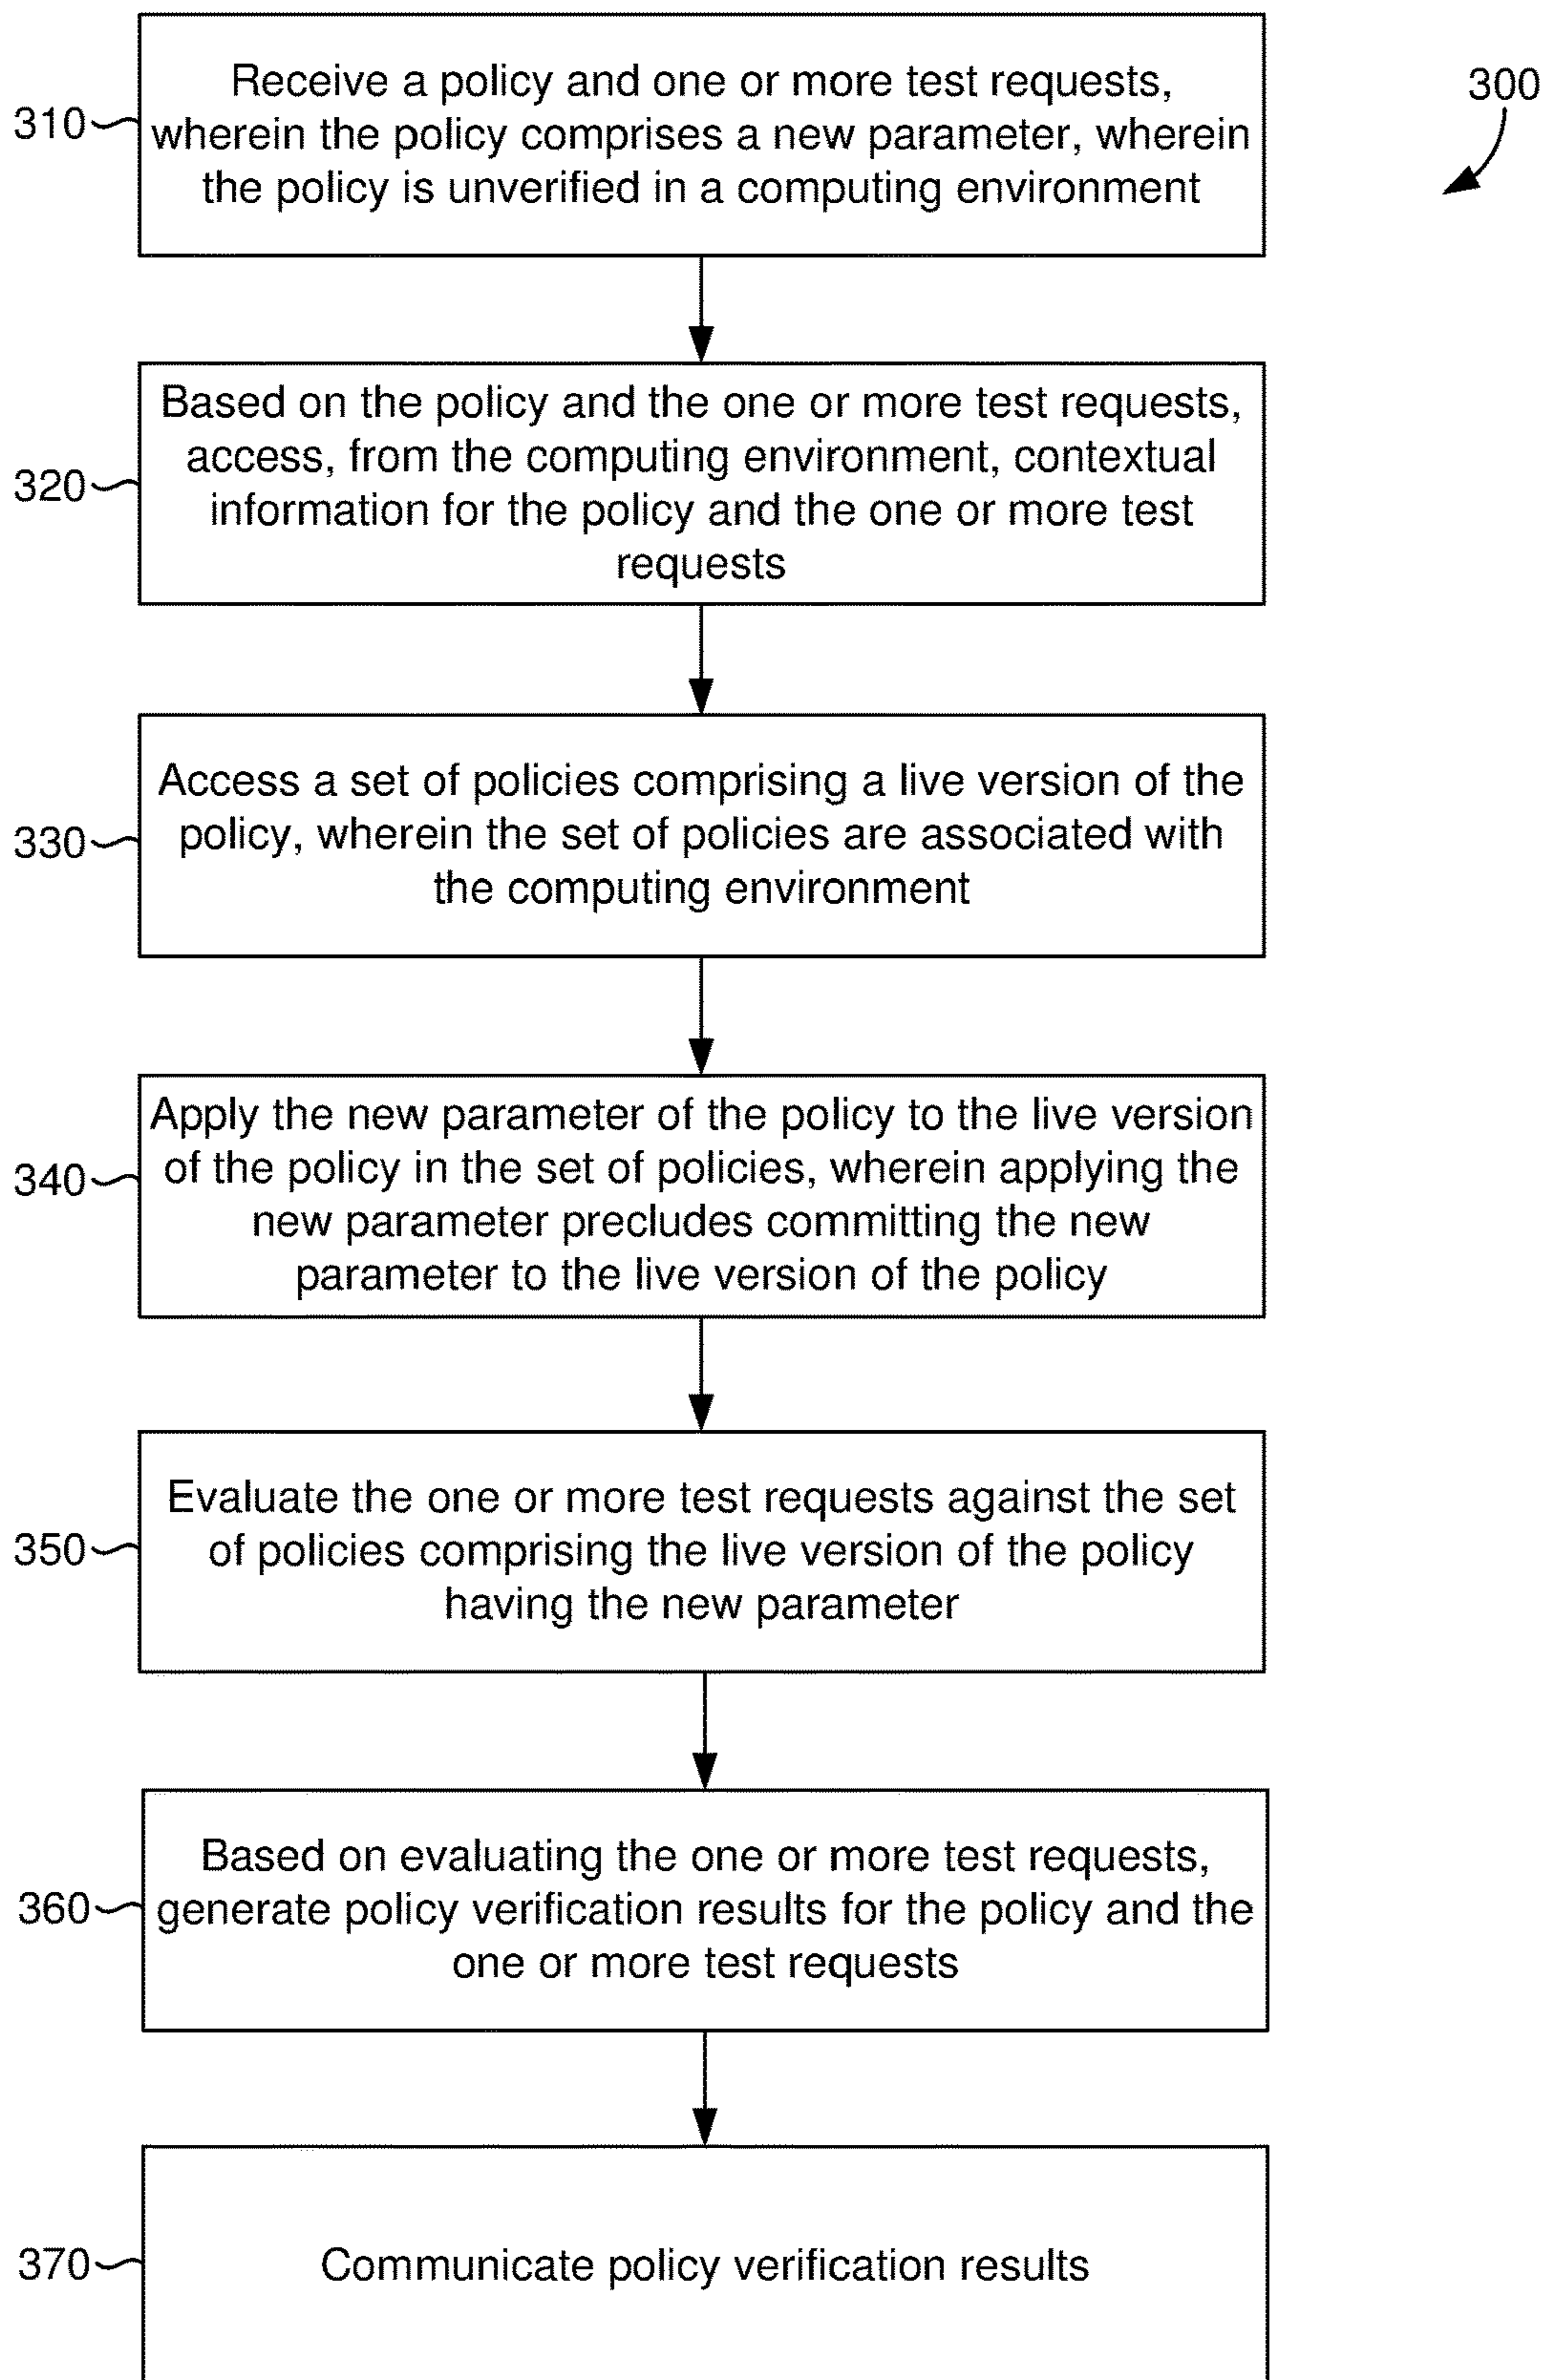 300
310
Receive a policy and one or more test requests,
wherein the policy comprises a new parameter, wherein
the policy is unverified in a computing environment
320
Based on the policy and the one or more test requests,
access, from the computing environment, contextual
information for the policy and the one or more test
requests
330
Access a set of policies comprising a live version of the
policy, wherein the set of policies are associated with
the computing environment
340
Apply the new parameter of the policy to the live version
of the policy in the set of policies, wherein applying the
new parameter precludes committing the new
parameter to the live version of the policy
350
Evaluate the one or more test requests against the set
of policies comprising the live version of the policy
having the new parameter
360
Based on evaluating the one or more test requests,
generate policy verification results for the policy and the
one or more test requests
370
Communicate policy verification results